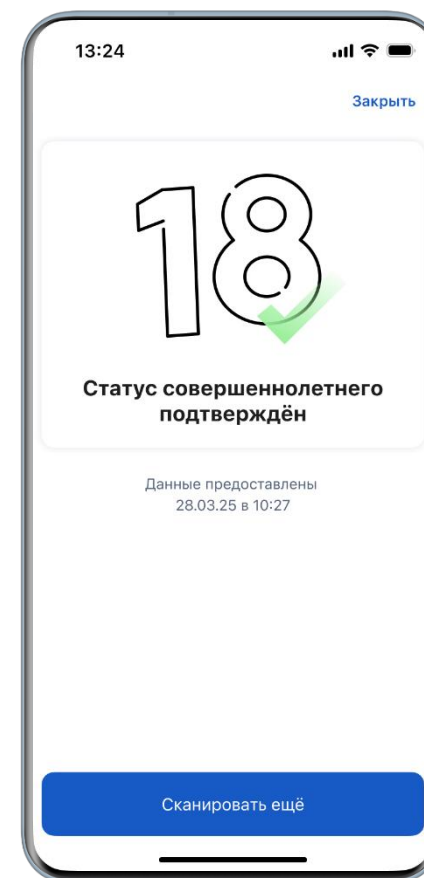 13:24
Закрыть
18
Статус совершеннолетнего
подтверждён
Данные предоставлены
28.03.25 в 10:27
Сканировать ещё